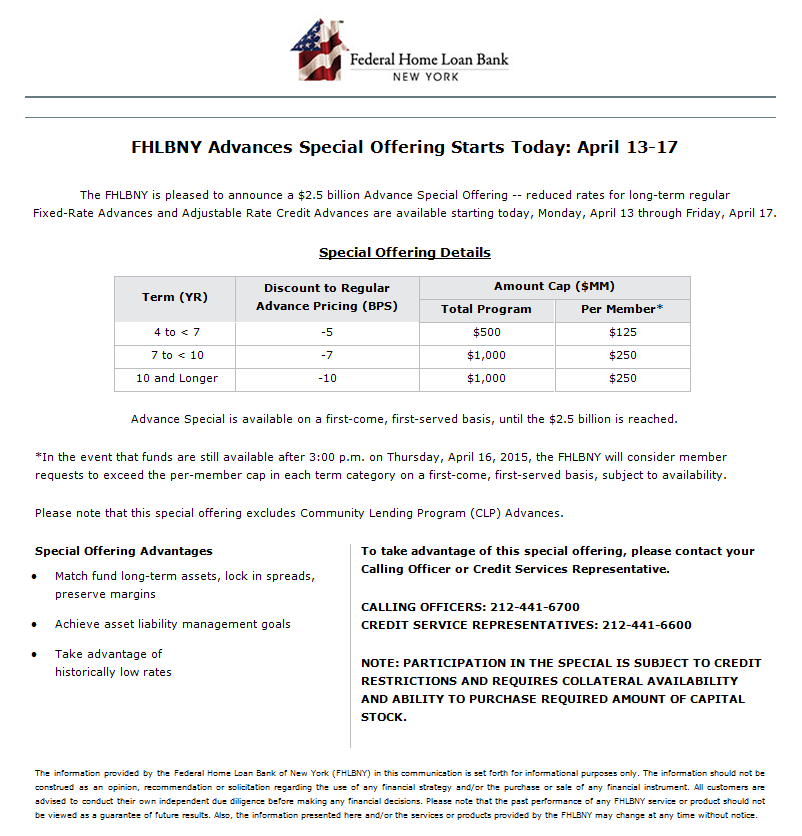 Federal Home Loan Bank
NEW YORK
FHLBNY Advances Special Offering Starts Today: April 13-17
The FHLBNY is pleased to announce a $2.5 billion Advance Special Offering -- reduced rates for long-term regular
Fixed-Rate Advances and Adjustable Rate Credit Advances are available starting today, Monday, April 13 through Friday, April 17.
Special Offering Details
Term (YR) Discount to Regular Advance Pricing (BPS) Amount Cap ($MM)
Total Program Per Member*
4 to < 7 -5 $500 $125
7 to < 10 -7 $1,000 $250
10 and Longer -10 $1,000 $250
Advance Special is available on a first-come, first-served basis, until the $2.5 billion is reached.
*In the event that funds are still available after 3:00 p.m. on Thursday, April 16, 2015, the FHLBNY will consider member
requests to exceed the per-member cap in each term category on a first-come, first-served basis, subject to availability.
Please note that this special offering excludes Community Lending Program (CLP) Advances.
Special Offering Advantages
• Match fund long-term assets, lock in spreads,
preserve margins
• Achieve asset liability management goals
• Take advantage of
historically low rates
To take advantage of this special offering, please contact your
Calling Officer or Credit Services Representative.
CALLING OFFICERS: 212-441-6700
CREDIT SERVICE REPRESENTATIVES: 212-441-6600
NOTE: PARTICIPATION IN THE SPECIAL IS SUBJECT TO CREDIT
RESTRICTIONS AND REQUIRES COLLATERAL AVAILABILITY
AND ABILITY TO PURCHASE REQUIRED AMOUNT OF CAPITAL
STOCK.
The information provided by the Federal Home Loan Bank of New York (FHLBNY) in this communication is set forth for informational purposes only. The information should not be
construed as an opinion, recommendation or solicitation regarding the use of any financial strategy and/or the purchase or sale of any financial instrument. All customers are
advised to conduct their own independent due diligence before making any financial decisions. Please note that the past performance of any FHLBNY service or product should not
be viewed as a guarantee of future results. Also, the information presented here and/or the services or products provided by the FHLBNY may change at any time without notice.